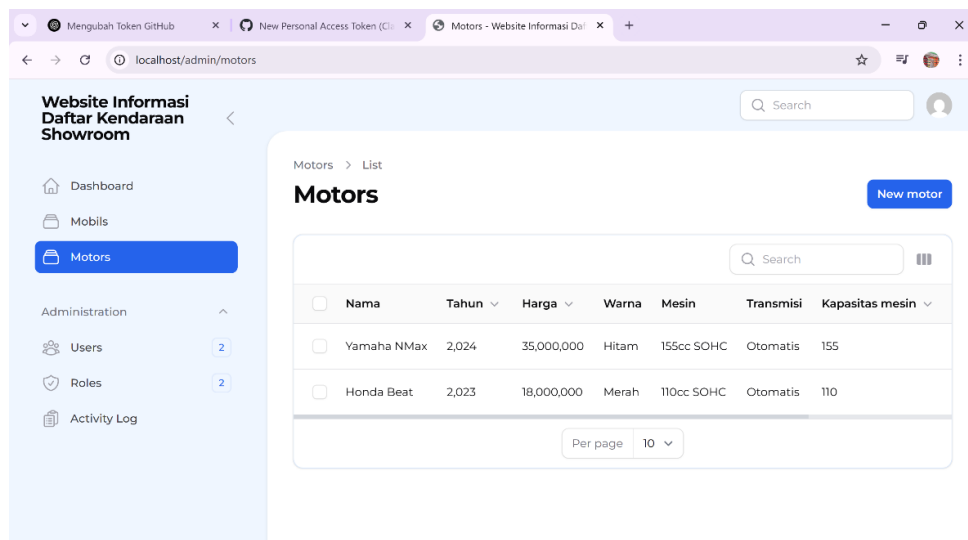 Mengubah Token GitHub
New Personal Access Token (Cla
Motors - Website Informasi Daf
localhost/admin/motors
Website Informasi
Daftar Kendaraan
Showroom
Search
Dashboard
Mobils
Motors
Administration
Users 2
Roles 2
Activity Log
Motors > List
Motors
New motor
Search
Nama Tahun Harga Warna Mesin Transmisi Kapasitas mesin
Yamaha NMax 2,024 35,000,000 Hitam 155cc SOHC Otomatis 155
Honda Beat 2,023 18,000,000 Merah 110cc SOHC Otomatis 110
Per page 10